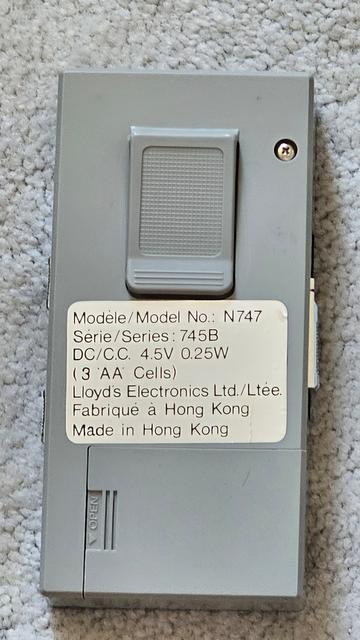 Modèle/Model No.: N747
Série/Series: 745B
DC/C.C. 4.5V 0.25W
(3 "AA" Cells)
Lloyd's Electronics Ltd./Ltée.
Fabriqué à Hong Kong
Made in Hong Kong
OPEN